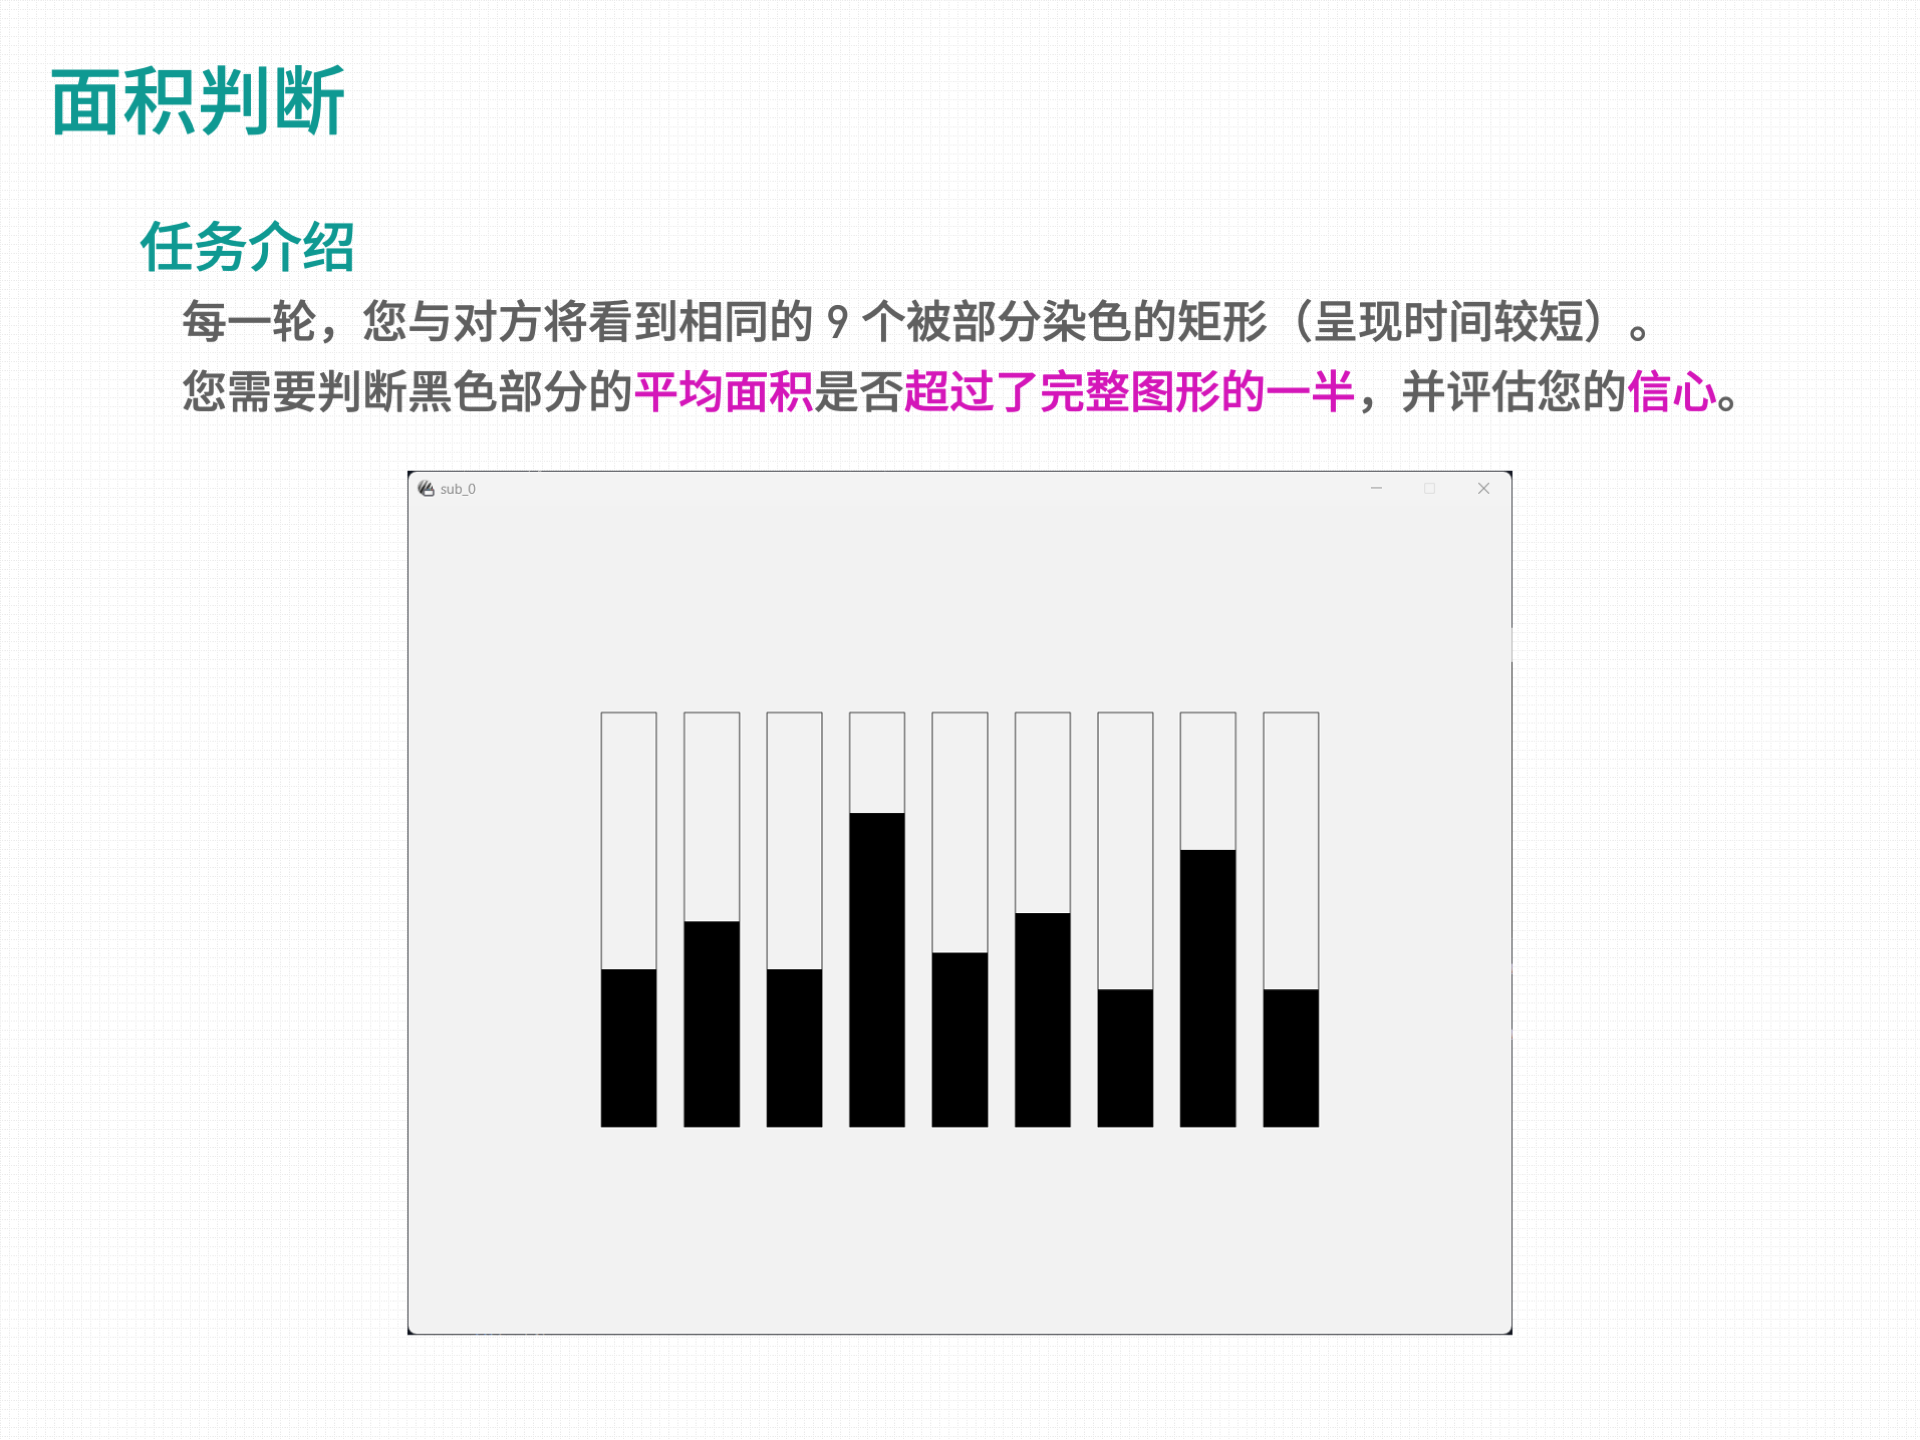 面积判断
任务介绍
每一轮，您与对方将看到相同的 9 个被部分染色的矩形（呈现时间较短）。
您需要判断黑色部分的平均面积是否超过了完整图形的一半，并评估您的信心。
sub_0